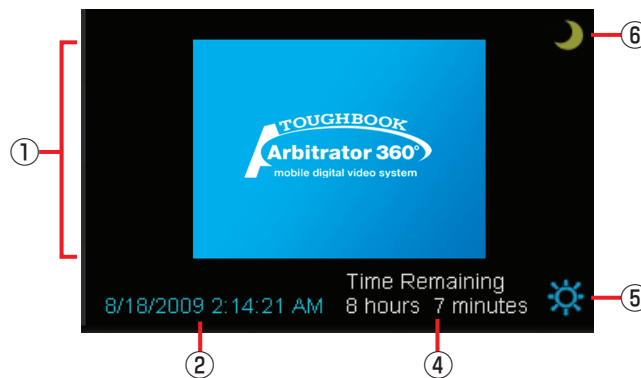 ⑥
①
TOUGHBOOK
Arbitrator 360°
mobile digital video system
Time Remaining
8/18/2009 2:14:21 AM 8 hours 7 minutes
⑤
② ④